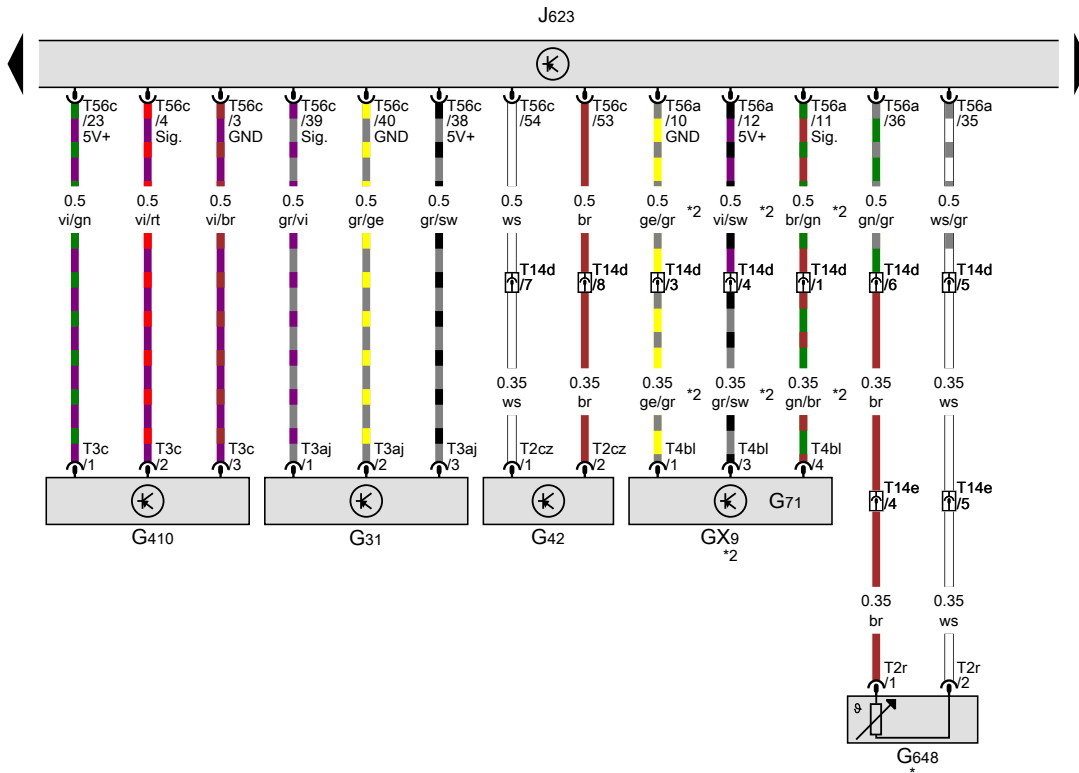 J623
T56c T56c T56c T56c T56c T56c T56c T56c T56a T56a T56a T56a T56a
/23 /4 /3 /39 /40 /38 /54 /53 /10 /12 /11 /36 /35
5V+ Sig. GND Sig. GND 5V+ GND 5V+ Sig.
0.5 0.5 0.5 0.5 0.5 0.5 0.5 0.5 0.5 0.5 0.5 0.5 0.5
vi/gn vi/rt vi/br gr/vi gr/ge gr/sw ws br ge/gr *2 vi/sw *2 br/gn *2 gn/gr ws/gr
T14d T14d T14d T14d T14d T14d T14d
/7 /8 /3 /4 /1 /6 /5
0.35 0.35 0.35 0.35 0.35 0.35 0.35
ws br ge/gr *2 gr/sw *2 gn/br *2 br ws
T3c T3c T3c T3aj T3aj T3aj T2cz T2cz T4bl T4bl T4bl
/1 /2 /3 /1 /2 /3 /1 /2 /1 /3 /4
T14e T14e
/4 /5
G71
G410 G31 G42 GX9
*2
0.35 0.35
br ws
T2r T2r
/1 /2
ϑ
G648
*